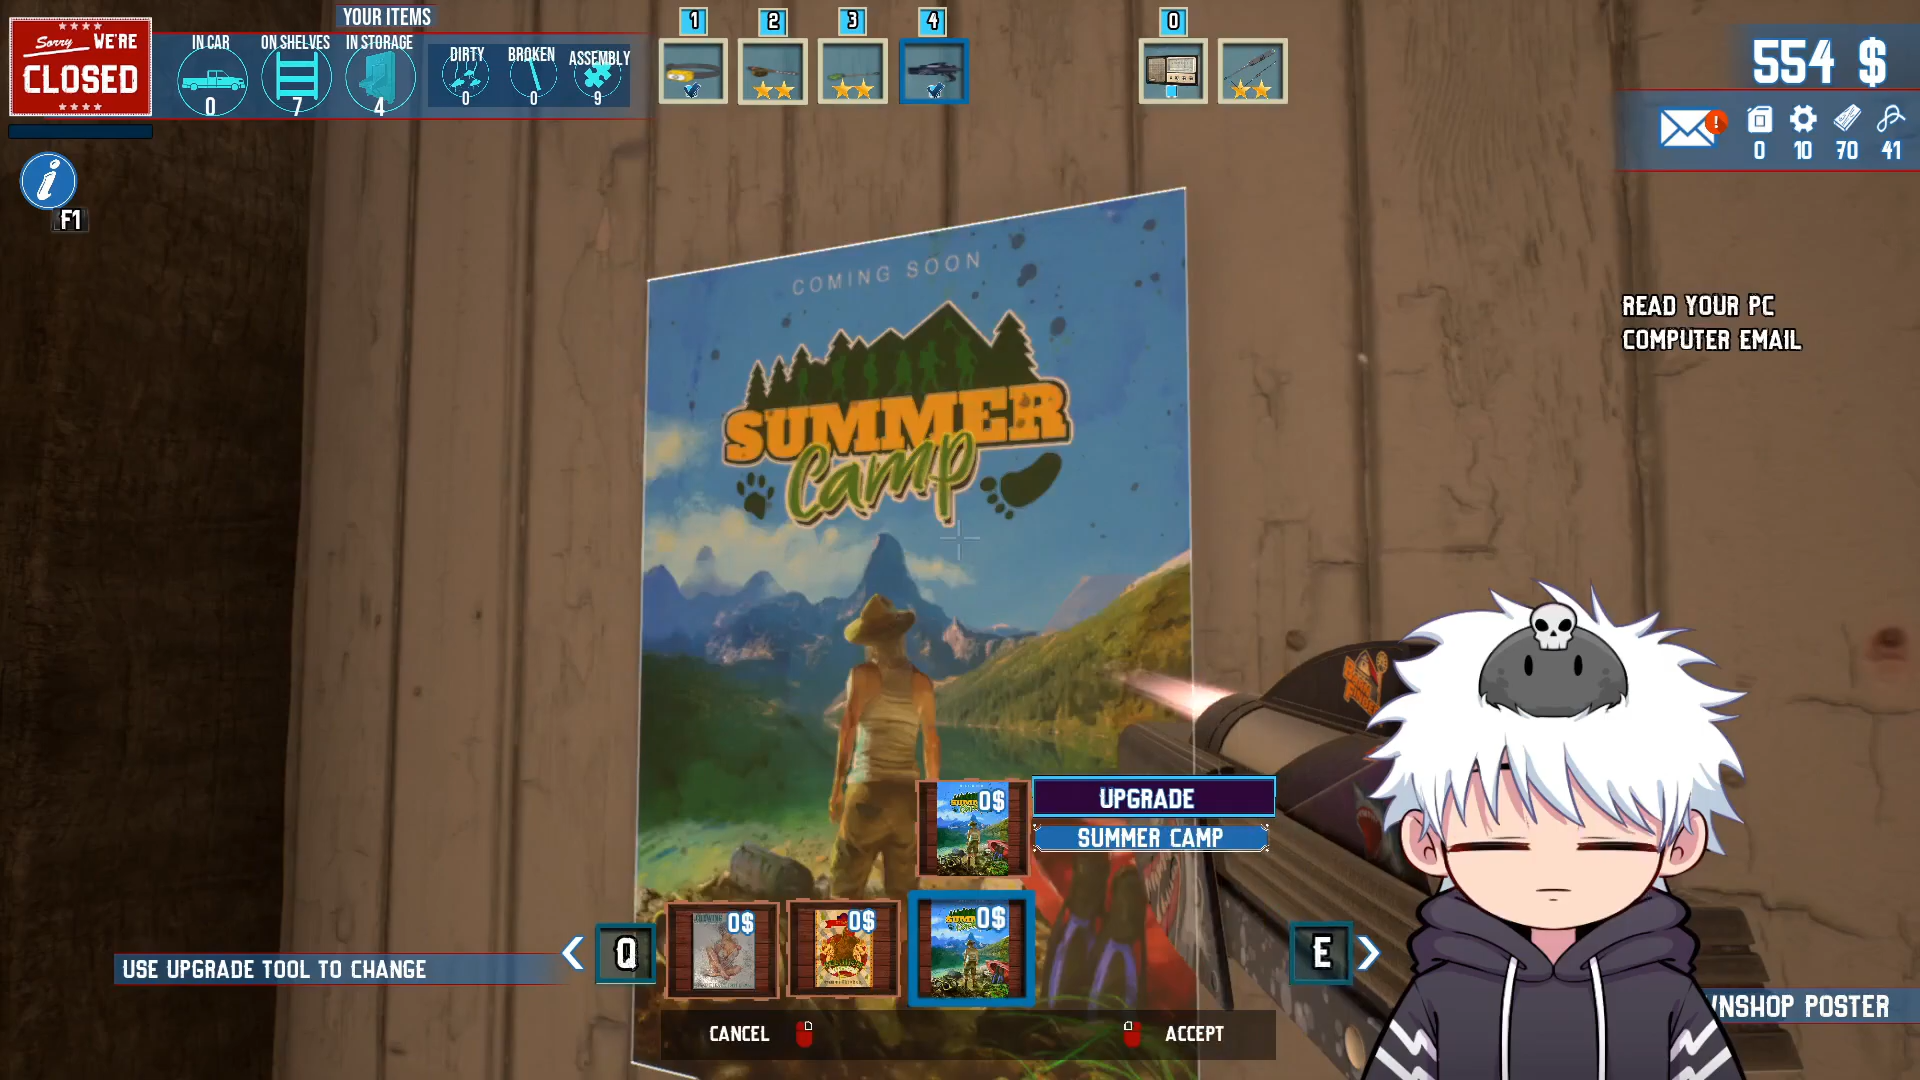 Sorry WE'RE
CLOSED
YOUR ITEMS
IN CAR
0
ON SHELVES
7
IN STORAGE
4
DIRTY
0
BROKEN
0
ASSEMBLY
9
1
2
3
4
0
554 $
!
0
10
70
41
i
F1
READ YOUR PC
COMPUTER EMAIL
COMING SOON
SUMMER
Camp
0$
UPGRADE
SUMMER CAMP
Q
0$
0$
0$
E
USE UPGRADE TOOL TO CHANGE
CANCEL
ACCEPT
NSHOP POSTER